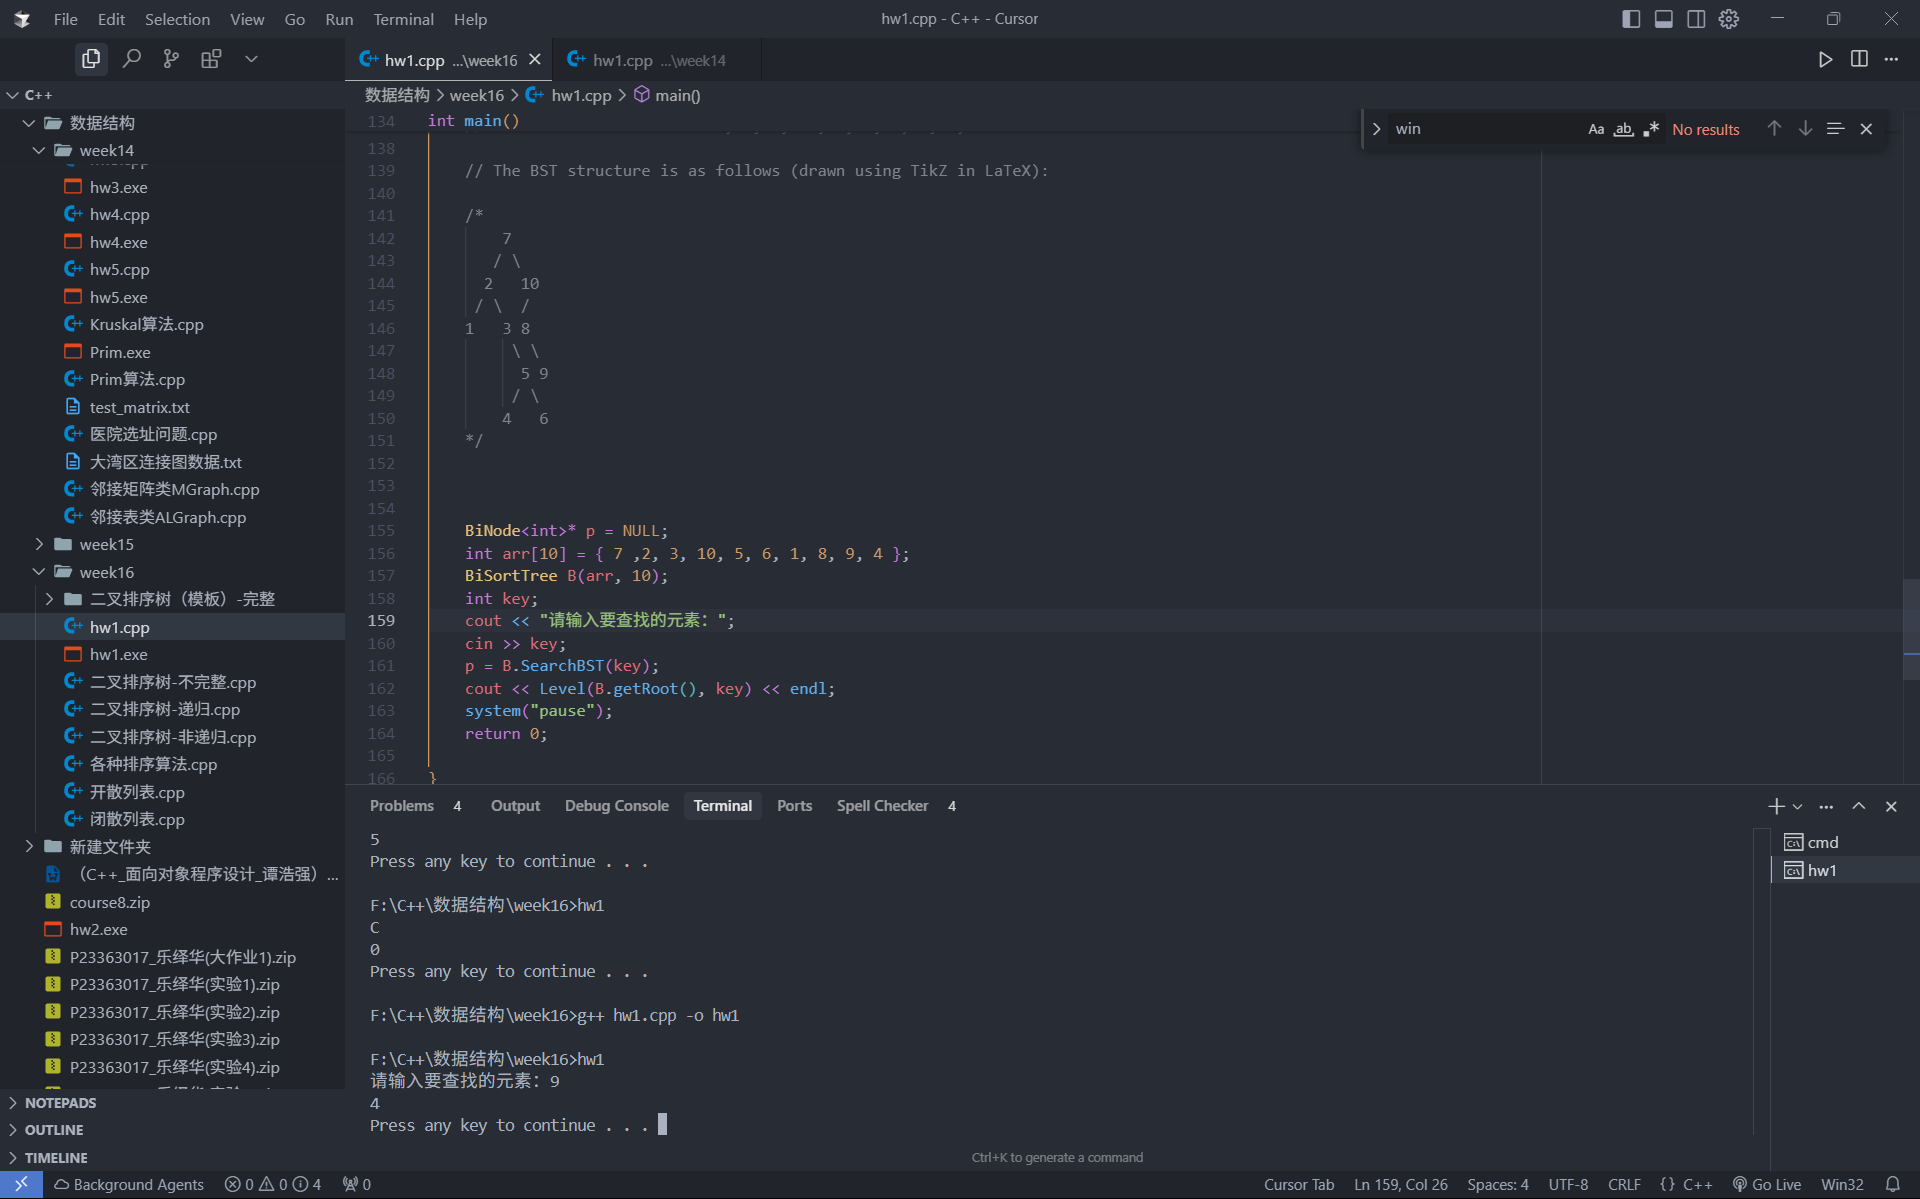 File Edit Selection View Go Run Terminal Help
hw1.cpp - C++ - Cursor
hw1.cpp ...\week16
hw1.cpp ...\week14
C++
数据结构
week14
hw3.exe
hw4.cpp
hw4.exe
hw5.cpp
hw5.exe
Kruskal算法.cpp
Prim.exe
Prim算法.cpp
test_matrix.txt
医院选址问题.cpp
大湾区连接图数据.txt
邻接矩阵类MGraph.cpp
邻接表类ALGraph.cpp
week15
week16
二叉排序树（模板）-完整
hw1.cpp
hw1.exe
二叉排序树-不完整.cpp
二叉排序树-递归.cpp
二叉排序树-非递归.cpp
各种排序算法.cpp
开散列表.cpp
闭散列表.cpp
新建文件夹
（C++_面向对象程序设计_谭浩强）...
course8.zip
hw2.exe
P23363017_乐绎华(大作业1).zip
P23363017_乐绎华(实验1).zip
P23363017_乐绎华(实验2).zip
P23363017_乐绎华(实验3).zip
P23363017_乐绎华(实验4).zip
NOTEPADS
OUTLINE
TIMELINE
数据结构 > week16 > hw1.cpp > main()
win Aa ab .* No results
134 int main()
138
139 // The BST structure is as follows (drawn using TikZ in LaTeX):
140
141 /*
142 7
143 / \
144 2 10
145 / \ /
146 1 3 8
147 \ \
148 5 9
149 / \
150 4 6
151 */
152
153
154
155 BiNode<int>* p = NULL;
156 int arr[10] = { 7 ,2, 3, 10, 5, 6, 1, 8, 9, 4 };
157 BiSortTree B(arr, 10);
158 int key;
159 cout << "请输入要查找的元素：";
160 cin >> key;
161 p = B.SearchBST(key);
162 cout << Level(B.getRoot(), key) << endl;
163 system("pause");
164 return 0;
165
166 }
Problems 4 Output Debug Console Terminal Ports Spell Checker 4
5
Press any key to continue . . .
F:\C++\数据结构\week16>hw1
C
0
Press any key to continue . . .
F:\C++\数据结构\week16>g++ hw1.cpp -o hw1
F:\C++\数据结构\week16>hw1
请输入要查找的元素：9
4
Press any key to continue . . .
cmd
hw1
Ctrl+K to generate a command
Background Agents 0 0 4 0
Cursor Tab Ln 159, Col 26 Spaces: 4 UTF-8 CRLF {} C++ Go Live Win32